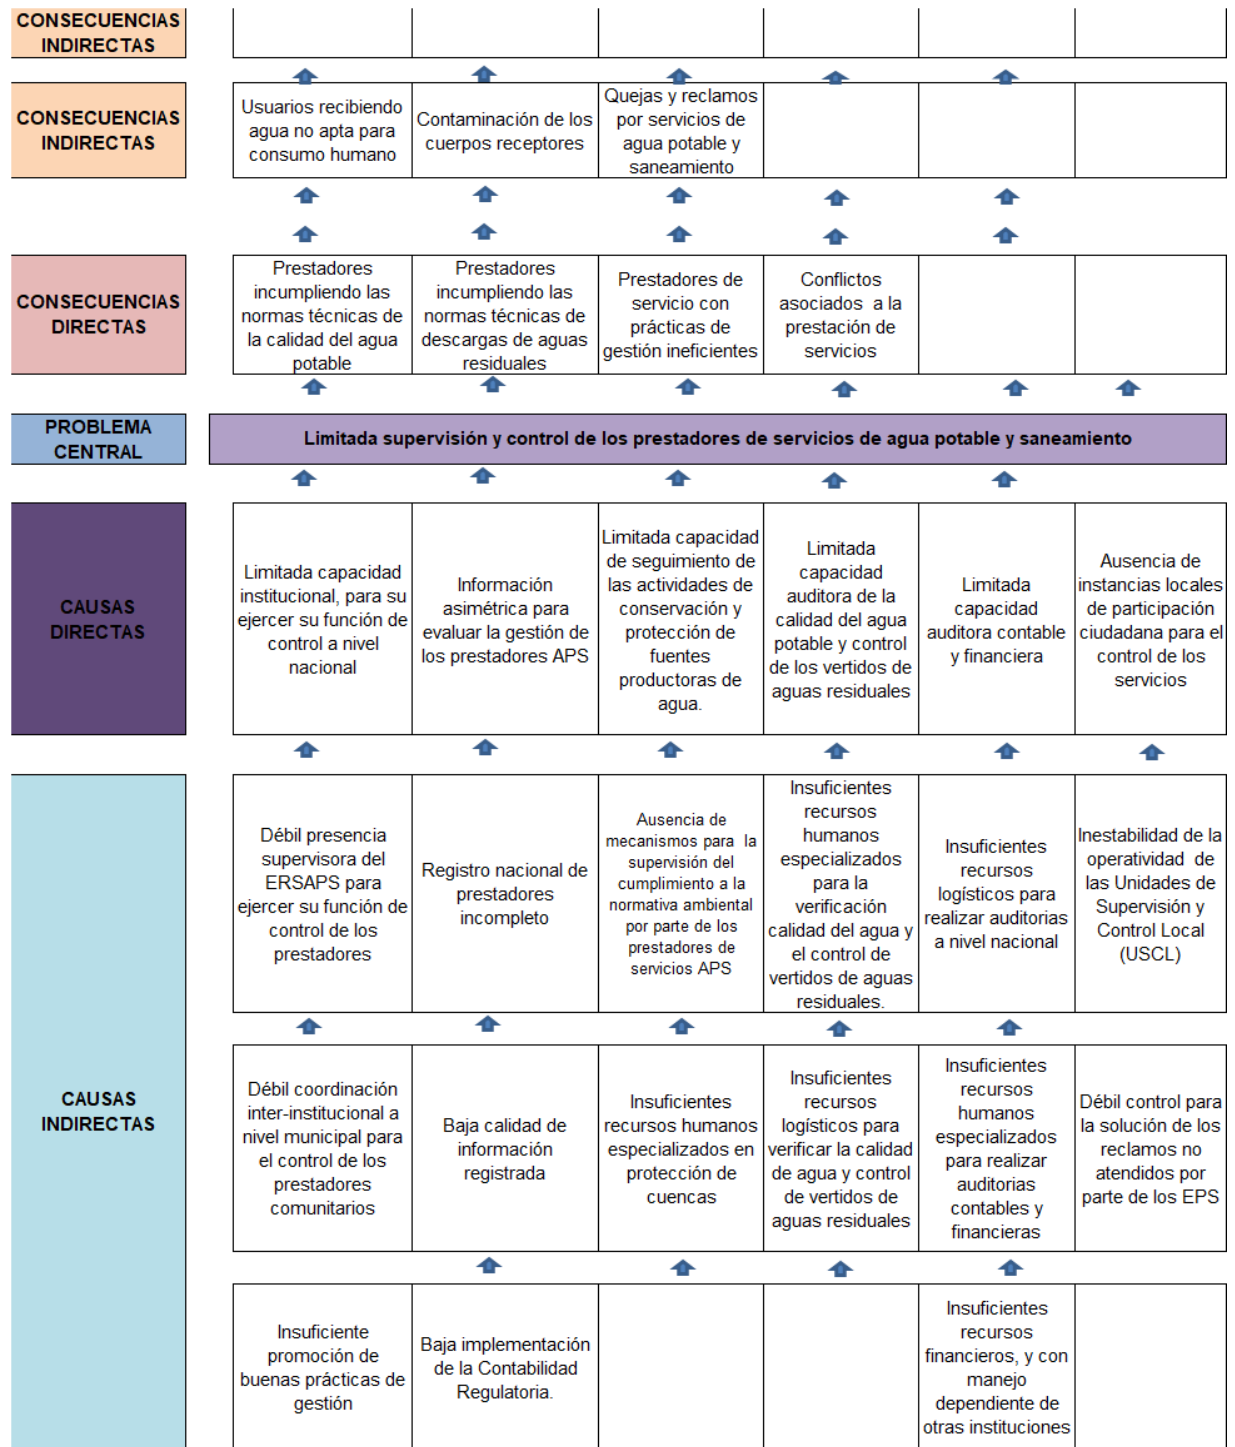 CONSECUENCIAS
INDIRECTAS
CONSECUENCIAS
INDIRECTAS
Usuarios recibiendo
agua no apta para
consumo humano
Contaminación de los
cuerpos receptores
Quejas y reclamos
por servicios de
agua potable y
saneamiento
CONSECUENCIAS
DIRECTAS
Prestadores
incumpliendo las
normas técnicas de
la calidad del agua
potable
Prestadores
incumpliendo las
normas técnicas de
descargas de aguas
residuales
Prestadores de
servicio con
prácticas de
gestión ineficientes
Conflictos
asociados a la
prestación de
servicios
PROBLEMA
CENTRAL
Limitada supervisión y control de los prestadores de servicios de agua potable y saneamiento
CAUSAS
DIRECTAS
Limitada capacidad
institucional, para su
ejercer su función de
control a nivel
nacional
Información
asimétrica para
evaluar la gestión de
los prestadores APS
Limitada capacidad
de seguimiento de
las actividades de
conservación y
protección de
fuentes
productoras de
agua.
Limitada
capacidad
auditora de la
calidad del agua
potable y control
de los vertidos de
aguas residuales
Limitada
capacidad
auditora contable
y financiera
Ausencia de
instancias locales
de participación
ciudadana para el
control de los
servicios
CAUSAS
INDIRECTAS
Débil presencia
supervisora del
ERSAPS para
ejercer su función de
control de los
prestadores
Registro nacional de
prestadores
incompleto
Ausencia de
mecanismos para la
supervisión del
cumplimiento a la
normativa ambiental
por parte de los
prestadores de
servicios APS
Insuficientes
recursos
humanos
especializados
para la
verificación
calidad del agua y
el control de
vertidos de aguas
residuales.
Insuficientes
recursos
logísticos para
realizar auditorias
a nivel nacional
Inestabilidad de la
operatividad de
las Unidades de
Supervisión y
Control Local
(USCL)
Débil coordinación
inter-institucional a
nivel municipal para
el control de los
prestadores
comunitarios
Baja calidad de
información
registrada
Insuficientes
recursos humanos
especializados en
protección de
cuencas
Insuficientes
recursos
logísticos para
verificar la calidad
de agua y control
de vertidos de
aguas residuales
Insuficientes
recursos
humanos
especializados
para realizar
auditorias
contables y
financieras
Débil control para
la solución de los
reclamos no
atendidos por
parte de los EPS
Insuficiente
promoción de
buenas prácticas de
gestión
Baja implementación
de la Contabilidad
Regulatoria.
Insuficientes
recursos
financieros, y con
manejo
dependiente de
otras instituciones